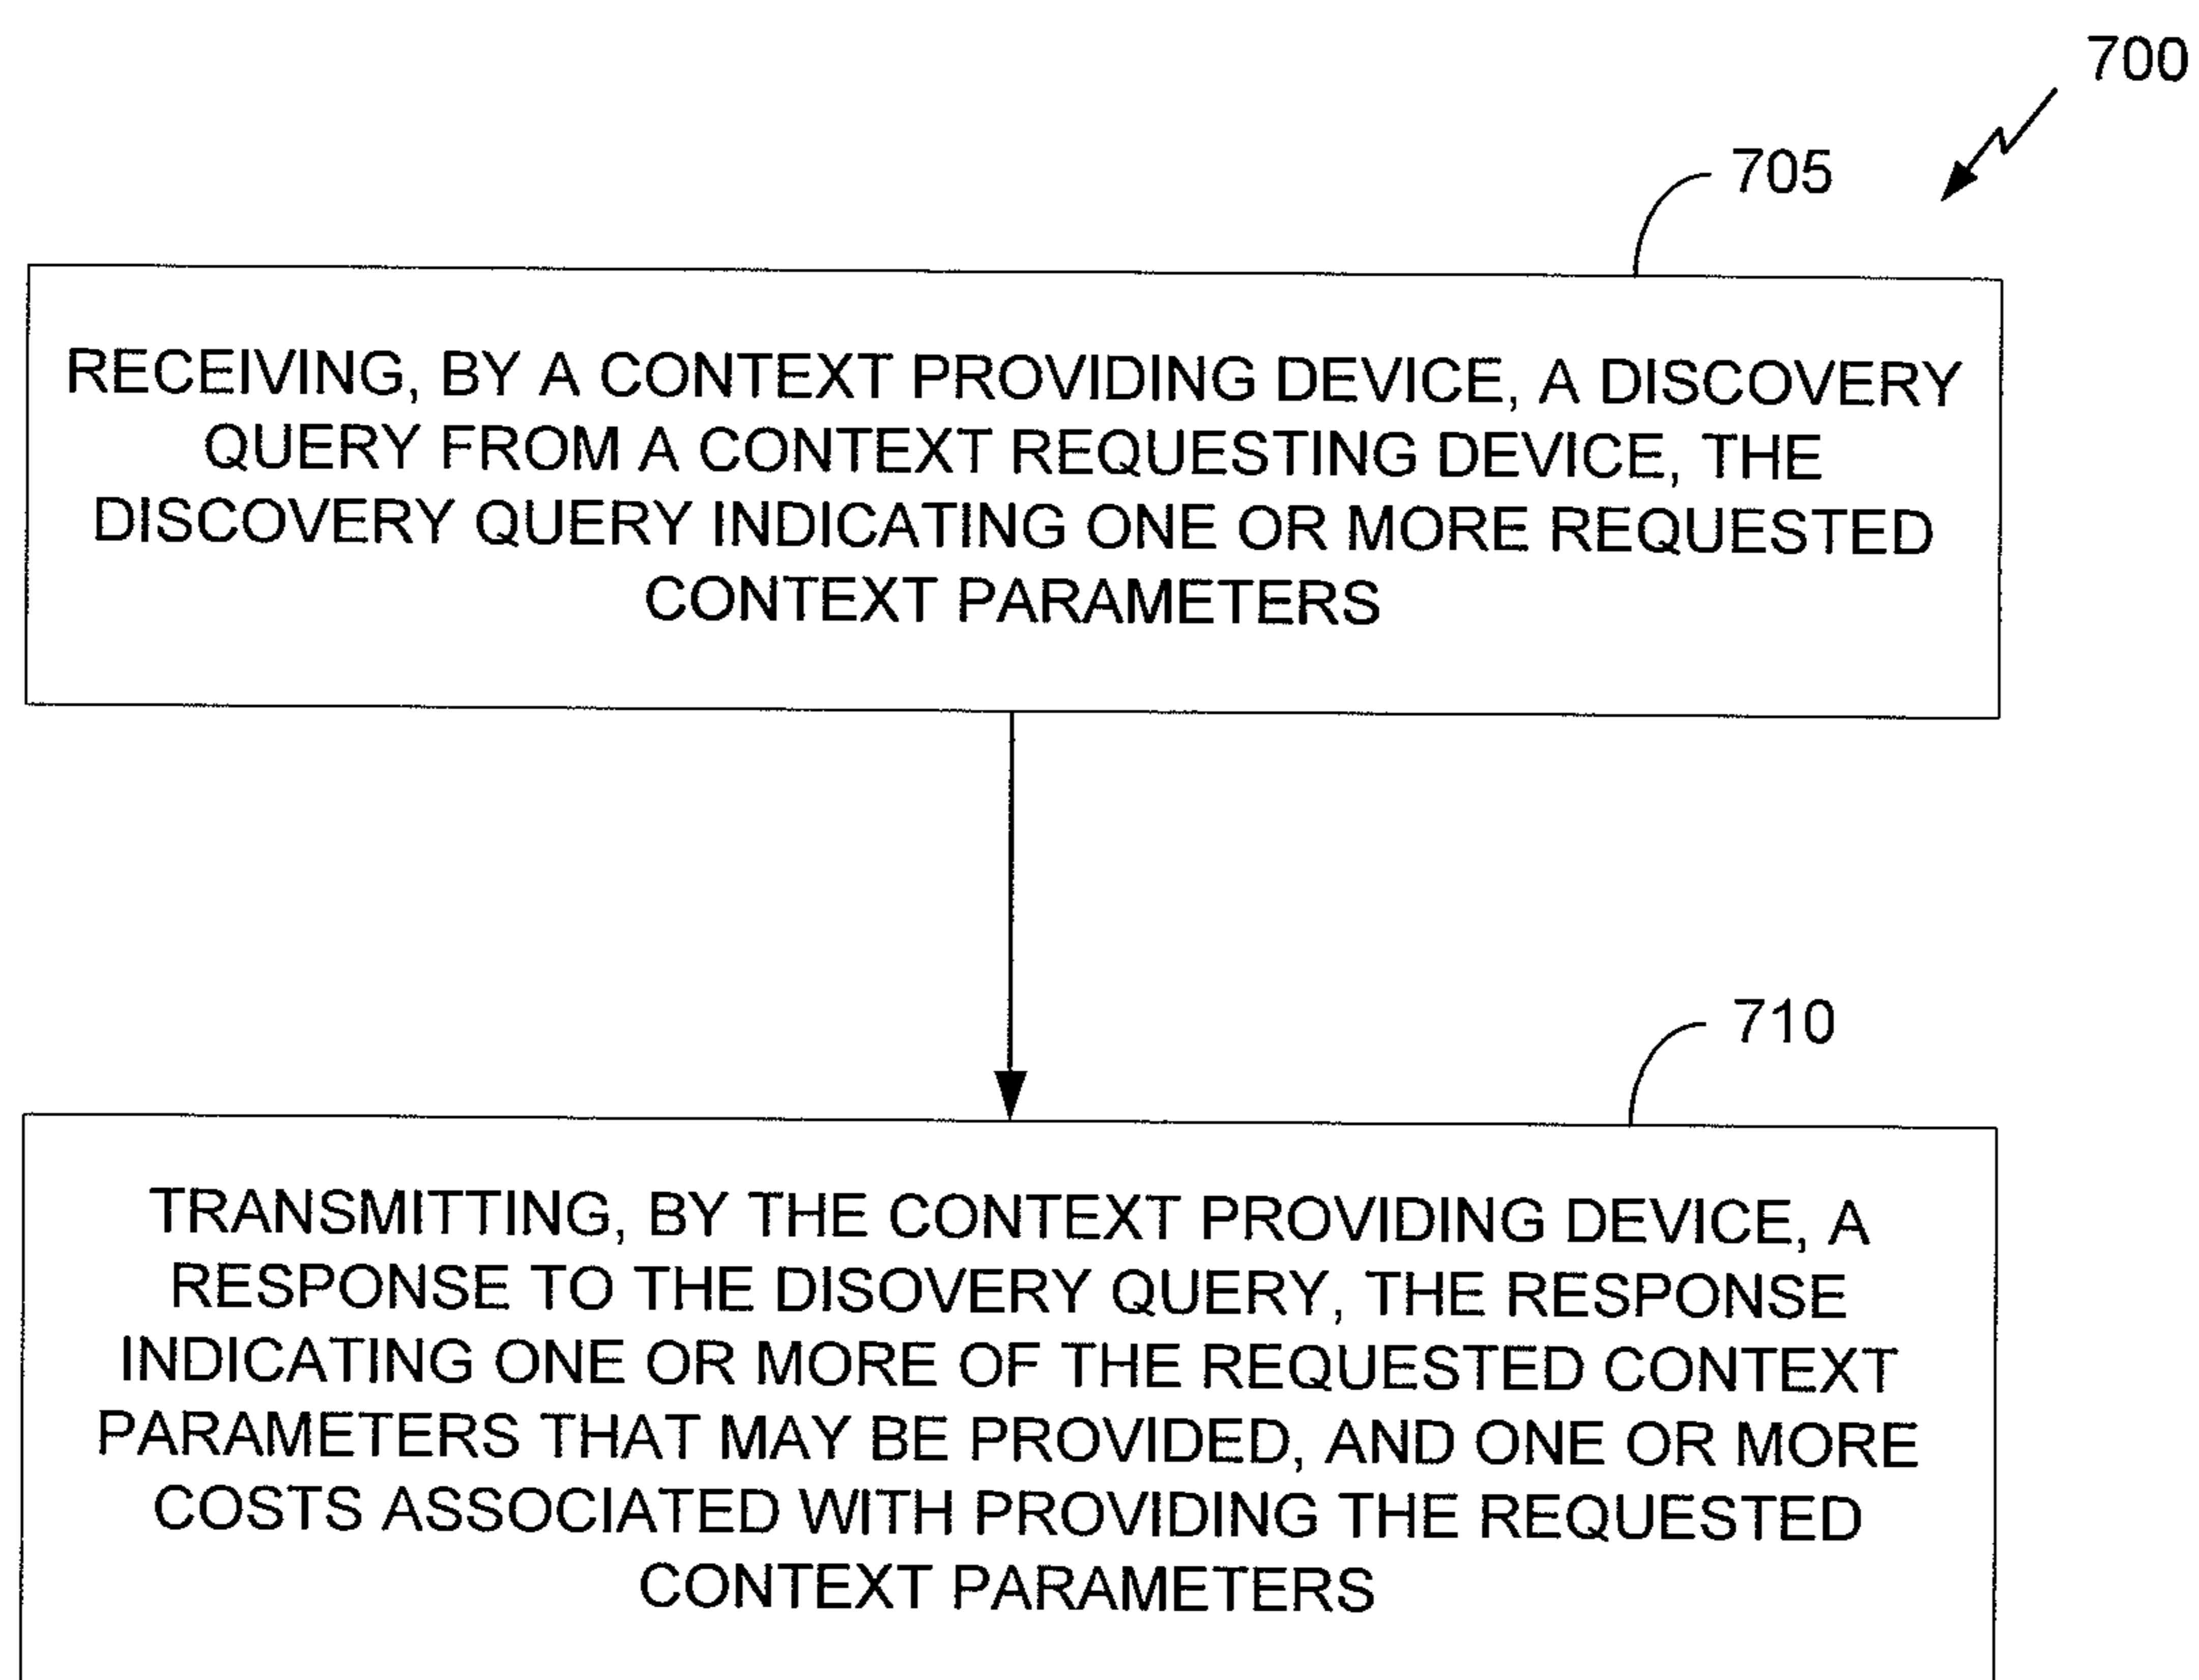 700
705
RECEIVING, BY A CONTEXT PROVIDING DEVICE, A DISCOVERY
QUERY FROM A CONTEXT REQUESTING DEVICE, THE
DISCOVERY QUERY INDICATING ONE OR MORE REQUESTED
CONTEXT PARAMETERS
710
TRANSMITTING, BY THE CONTEXT PROVIDING DEVICE, A
RESPONSE TO THE DISOVERY QUERY, THE RESPONSE
INDICATING ONE OR MORE OF THE REQUESTED CONTEXT
PARAMETERS THAT MAY BE PROVIDED, AND ONE OR MORE
COSTS ASSOCIATED WITH PROVIDING THE REQUESTED
CONTEXT PARAMETERS